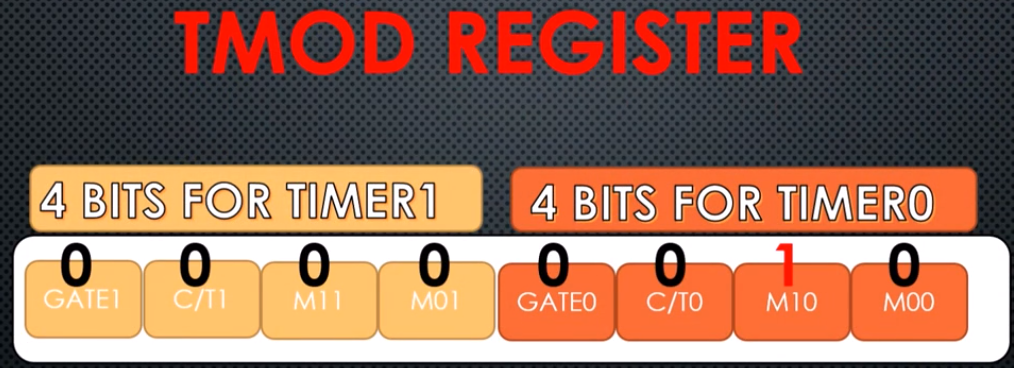 TMOD REGISTER
4 BITS FOR TIMER1 4 BITS FOR TIMER0
0 0 0 0 0 0 1 0
GATE1 C/T1 M11 M01 GATE0 C/T0 M10 M00